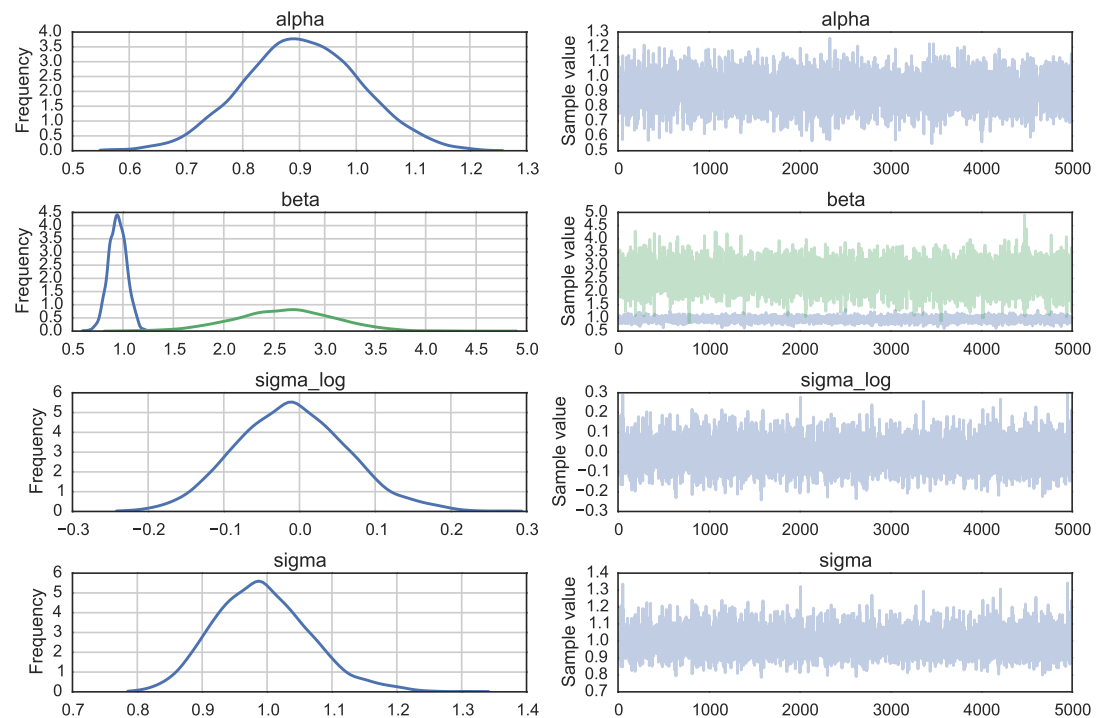 alpha
Frequency
4.0
3.5
3.0
2.5
2.0
1.5
1.0
0.5
0.0
0.5 0.6 0.7 0.8 0.9 1.0 1.1 1.2 1.3
alpha
Sample value
1.3
1.2
1.1
1.0
0.9
0.8
0.7
0.6
0.5
0 1000 2000 3000 4000 5000
beta
Frequency
4.5
4.0
3.5
3.0
2.5
2.0
1.5
1.0
0.5
0.0
0.5 1.0 1.5 2.0 2.5 3.0 3.5 4.0 4.5 5.0
beta
Sample value
5.0
4.5
4.0
3.5
3.0
2.5
2.0
1.5
1.0
0.5
0 1000 2000 3000 4000 5000
sigma_log
Frequency
6
5
4
3
2
1
0
−0.3 −0.2 −0.1 0.0 0.1 0.2 0.3
sigma_log
Sample value
0.3
0.2
0.1
0.0
−0.1
−0.2
−0.3
0 1000 2000 3000 4000 5000
sigma
Frequency
6
5
4
3
2
1
0
0.7 0.8 0.9 1.0 1.1 1.2 1.3 1.4
sigma
Sample value
1.4
1.3
1.2
1.1
1.0
0.9
0.8
0.7
0 1000 2000 3000 4000 5000